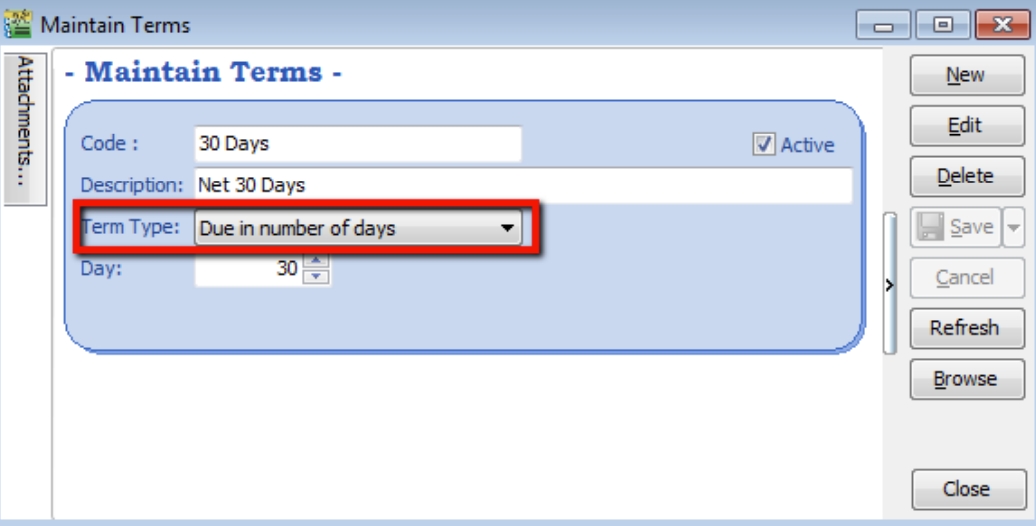 Maintain Terms
Attachments...
- Maintain Terms -
Code : 30 Days Active
Description: Net 30 Days
Term Type: Due in number of days
Day: 30
New
Edit
Delete
Save
Cancel
Refresh
Browse
Close